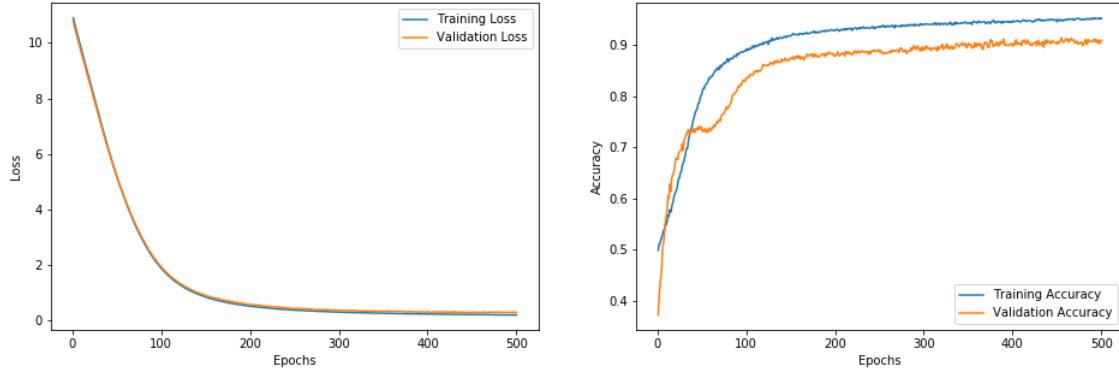 Training Loss
Validation Loss
10
8
6
4
2
0
Loss
0 100 200 300 400 500
Epochs
0.9
0.8
0.7
0.6
0.5
0.4
Accuracy
Training Accuracy
Validation Accuracy
0 100 200 300 400 500
Epochs